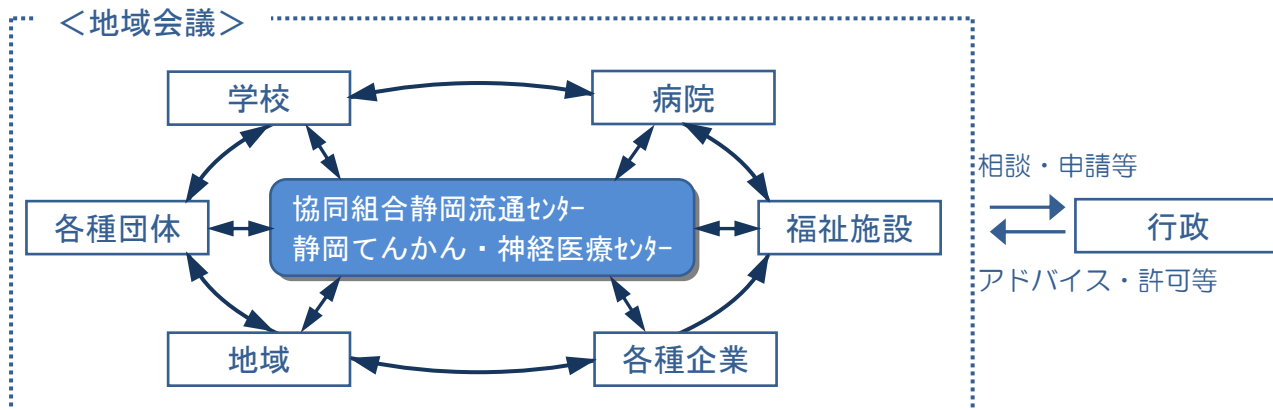 ＜地域会議＞
学校
病院
相談・申請等
各種団体
協同組合静岡流通ｾﾝﾀｰ
静岡てんかん・神経医療ｾﾝﾀｰ
福祉施設
行政
アドバイス・許可等
地域
各種企業